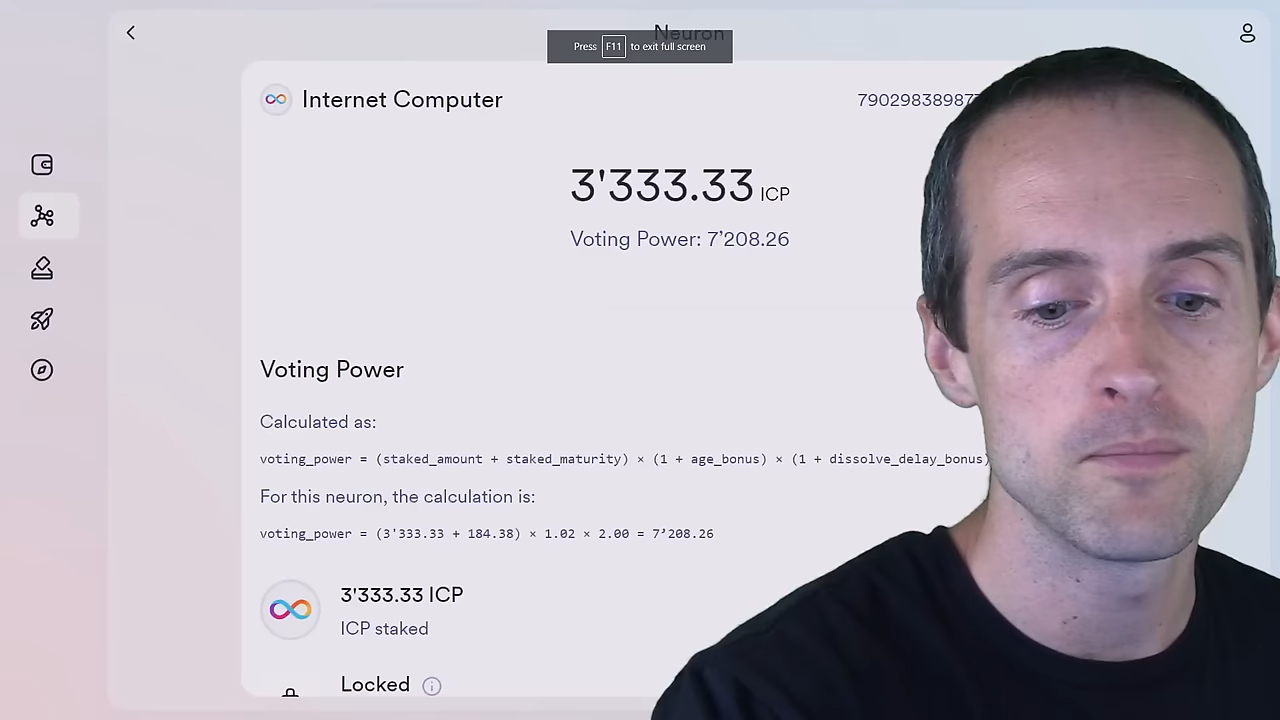 Neuron
Press F11 to exit full screen
Internet Computer
3'333.33 ICP
Voting Power: 7’208.26
Voting Power
Calculated as:
voting_power = (staked_amount + staked_maturity) × (1 + age_bonus) × (1 + dissolve_delay_bonus)
For this neuron, the calculation is:
voting_power = (3'333.33 + 184.38) × 1.02 × 2.00 = 7’208.26
3'333.33 ICP
ICP staked
Locked